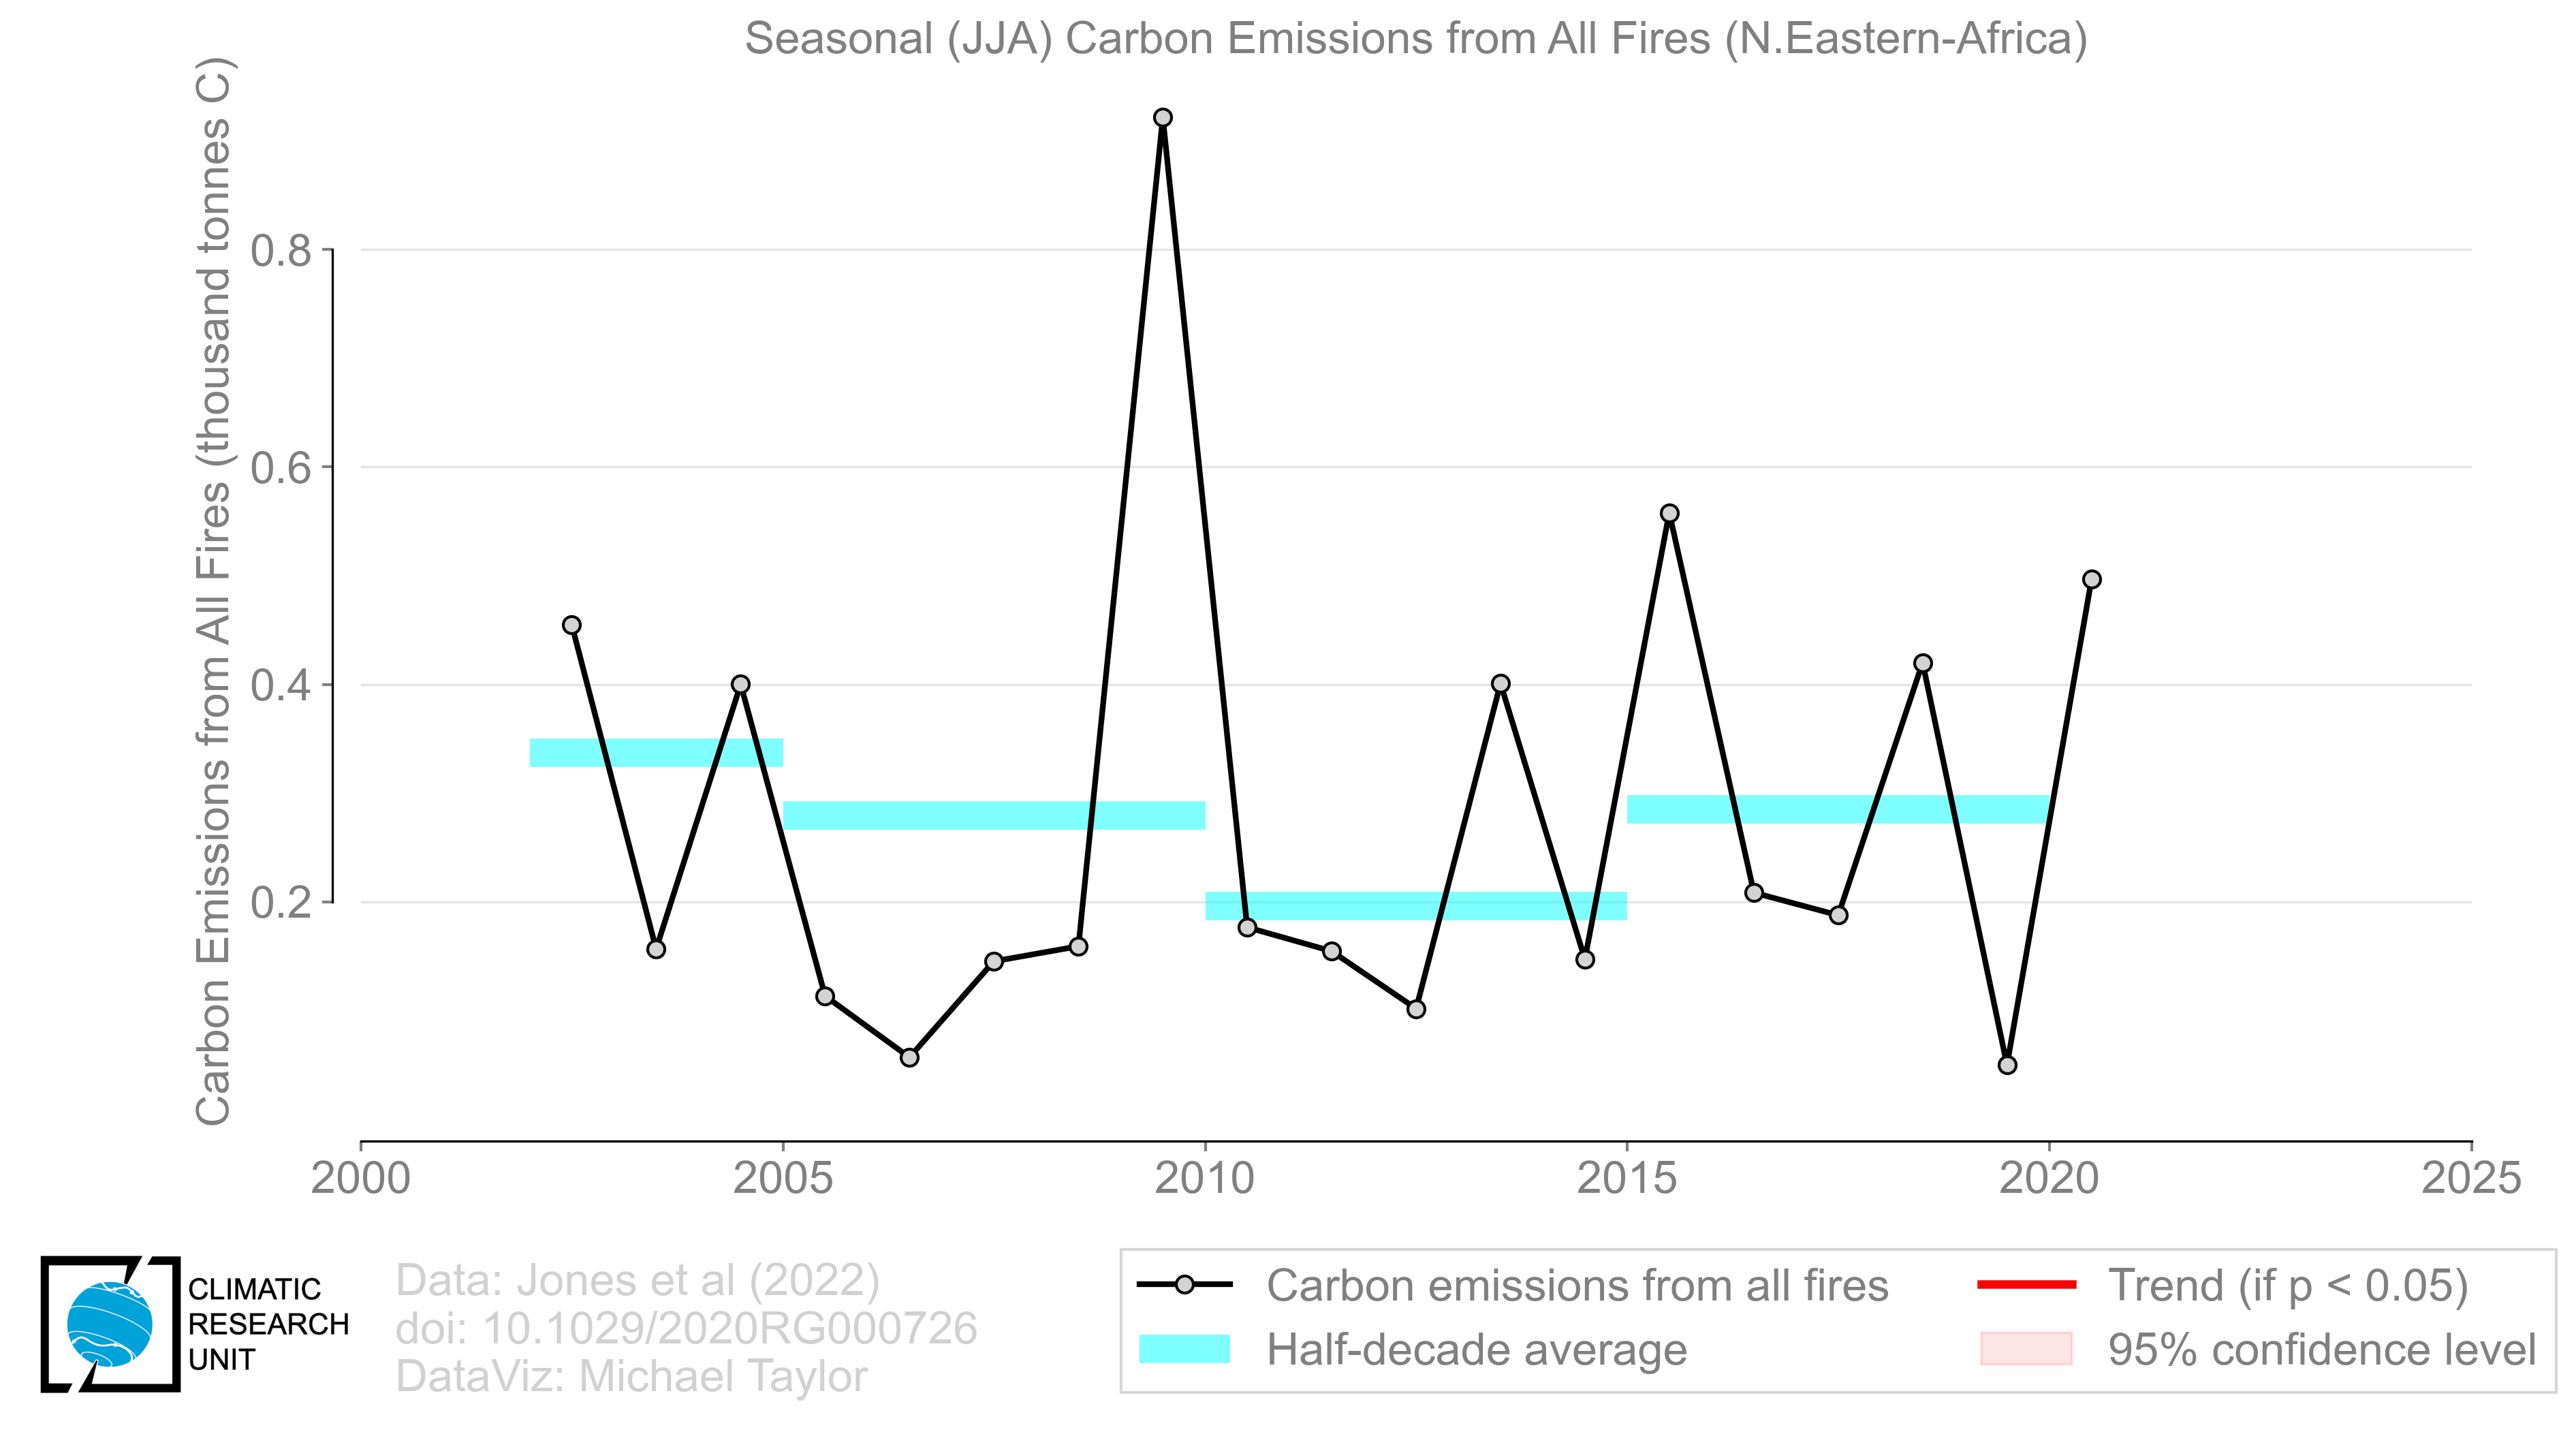 Seasonal (JJA) Carbon Emissions from All Fires (N.Eastern-Africa)
Carbon Emissions from All Fires (thousand tonnes C)
0.8
0.6
0.4
0.2
2000
2005
2010
2015
2020
2025
CLIMATIC
RESEARCH
UNIT
Data: Jones et al (2022)
doi: 10.1029/2020RG000726
DataViz: Michael Taylor
Carbon emissions from all fires
Half-decade average
Trend (if p < 0.05)
95% confidence level